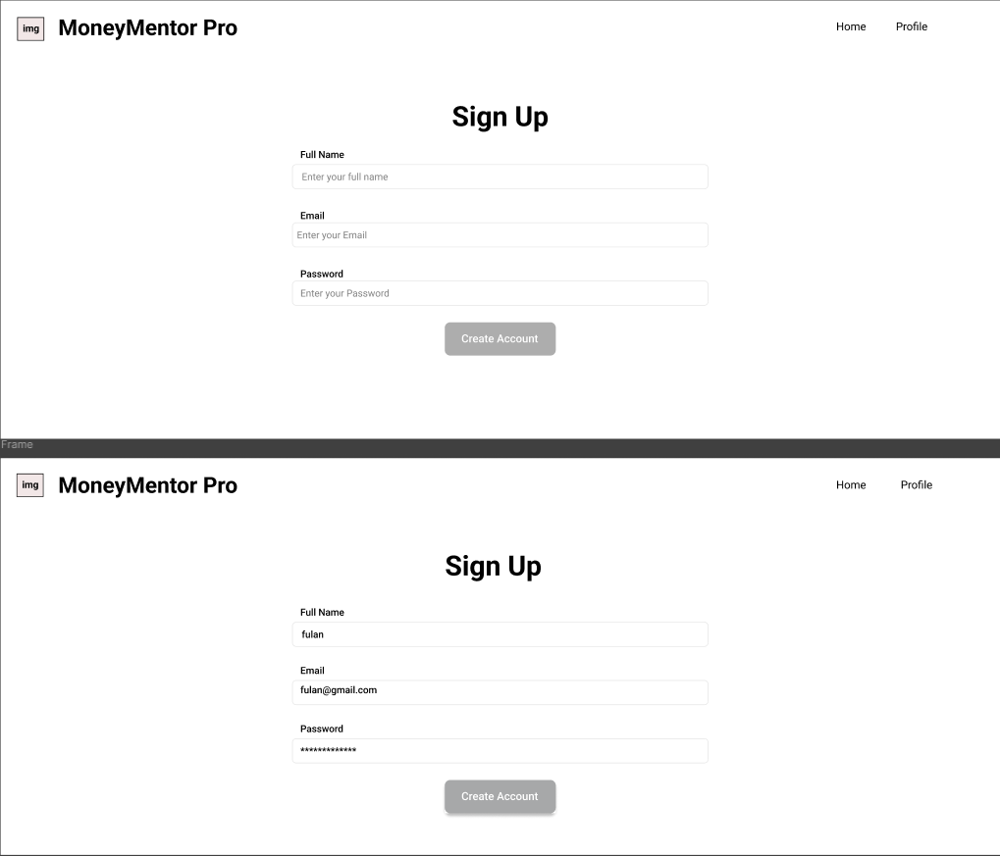 img MoneyMentor Pro Home Profile
Sign Up
Full Name
Enter your full name
Email
Enter your Email
Password
Enter your Password
Create Account
Frame
img MoneyMentor Pro Home Profile
Sign Up
Full Name
fulan
Email
fulan@gmail.com
Password
*************
Create Account